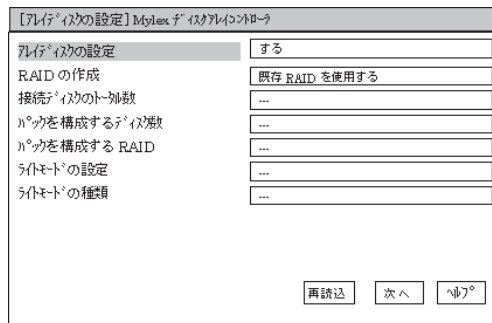 [ｱﾚｲﾃﾞｨｽｸの設定] Mylex ﾃﾞｨｽｸｱﾚｲｺﾝﾄﾛｰﾗ
ｱﾚｲﾃﾞｨｽｸの設定 する
RAID の作成 既存 RAID を使用する
接続ﾃﾞｨｽｸのﾄｰﾀﾙ数 ...
ﾊﾟｯｸを構成するﾃﾞｨｽｸ数 ...
ﾊﾟｯｸを構成する RAID ...
ﾗｲﾄﾓｰﾄﾞの設定 ...
ﾗｲﾄﾓｰﾄﾞの種類 ...
再読込 次へ ﾍﾙﾌﾟ